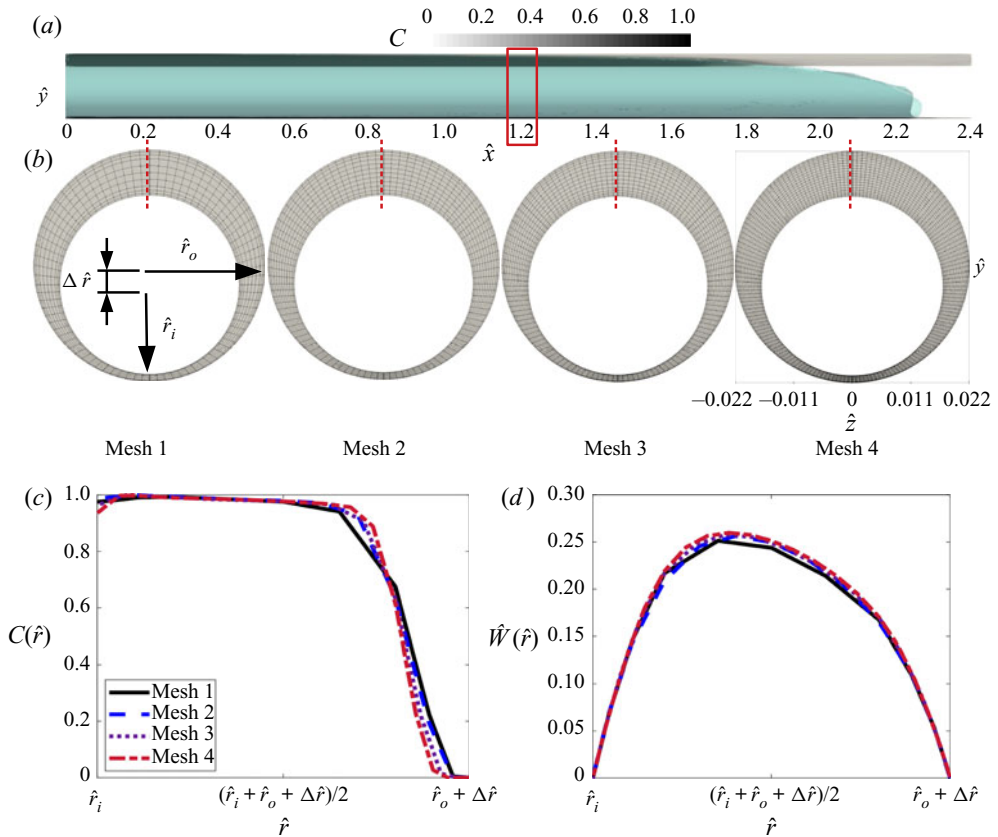 (a)
C
0 0.2 0.4 0.6 0.8 1.0
ŷ
0 0.2 0.4 0.6 0.8 1.0 1.2 1.4 1.6 1.8 2.0 2.2 2.4
x̂
(b)
r̂ₒ
Δ r̂
r̂ᵢ
ŷ
−0.022 −0.011 0 0.011 0.022
ẑ
Mesh 1 Mesh 2 Mesh 3 Mesh 4
(c)
1.0
0.8
0.6
C(r̂)
0.4
0.2
0
Mesh 1
Mesh 2
Mesh 3
Mesh 4
r̂ᵢ (r̂ᵢ + r̂ₒ + Δr̂)/2 r̂ₒ + Δr̂
r̂
(d)
0.30
0.25
0.20
0.15
Ŵ(r̂)
0.10
0.05
0
r̂ᵢ (r̂ᵢ + r̂ₒ + Δr̂)/2 r̂ₒ + Δr̂
r̂